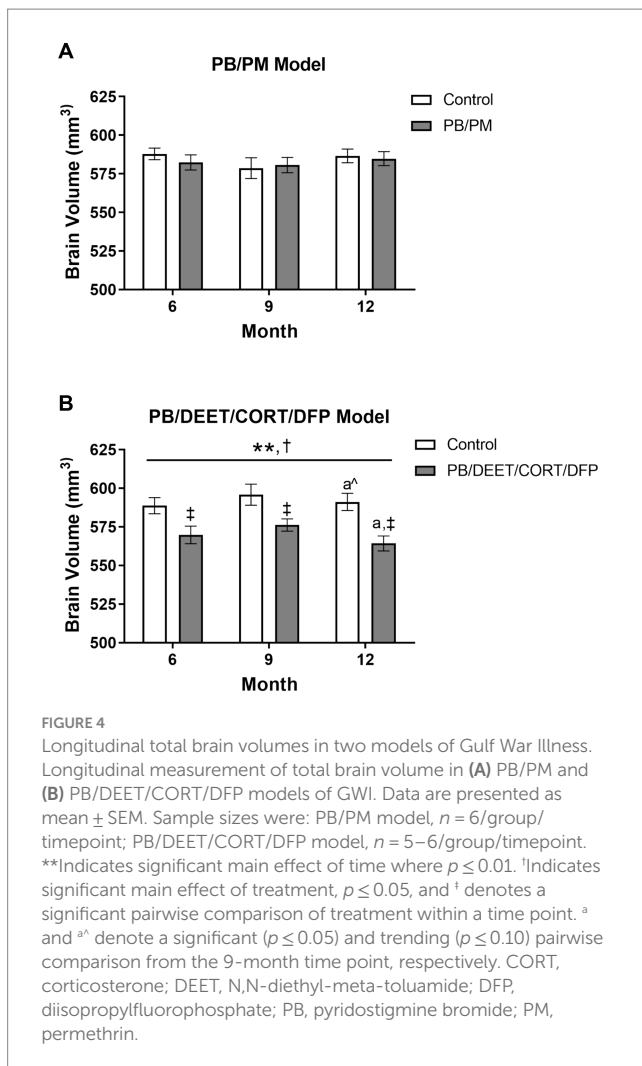 A
PB/PM Model
Control
PB/PM
Brain Volume (mm³)
625
600
575
550
525
500
6
9
12
Month
B
PB/DEET/CORT/DFP Model
Control
PB/DEET/CORT/DFP
Brain Volume (mm³)
625
600
575
550
525
500
**, †
‡
‡
a^
a,‡
6
9
12
Month
FIGURE 4
Longitudinal total brain volumes in two models of Gulf War Illness.
Longitudinal measurement of total brain volume in (A) PB/PM and
(B) PB/DEET/CORT/DFP models of GWI. Data are presented as
mean ± SEM. Sample sizes were: PB/PM model, n = 6/group/
timepoint; PB/DEET/CORT/DFP model, n = 5–6/group/timepoint.
**Indicates significant main effect of time where p ≤ 0.01. †Indicates
significant main effect of treatment, p ≤ 0.05, and ‡ denotes a
significant pairwise comparison of treatment within a time point. a
and a^ denote a significant (p ≤ 0.05) and trending (p ≤ 0.10) pairwise
comparison from the 9-month time point, respectively. CORT,
corticosterone; DEET, N,N-diethyl-meta-toluamide; DFP,
diisopropylfluorophosphate; PB, pyridostigmine bromide; PM,
permethrin.